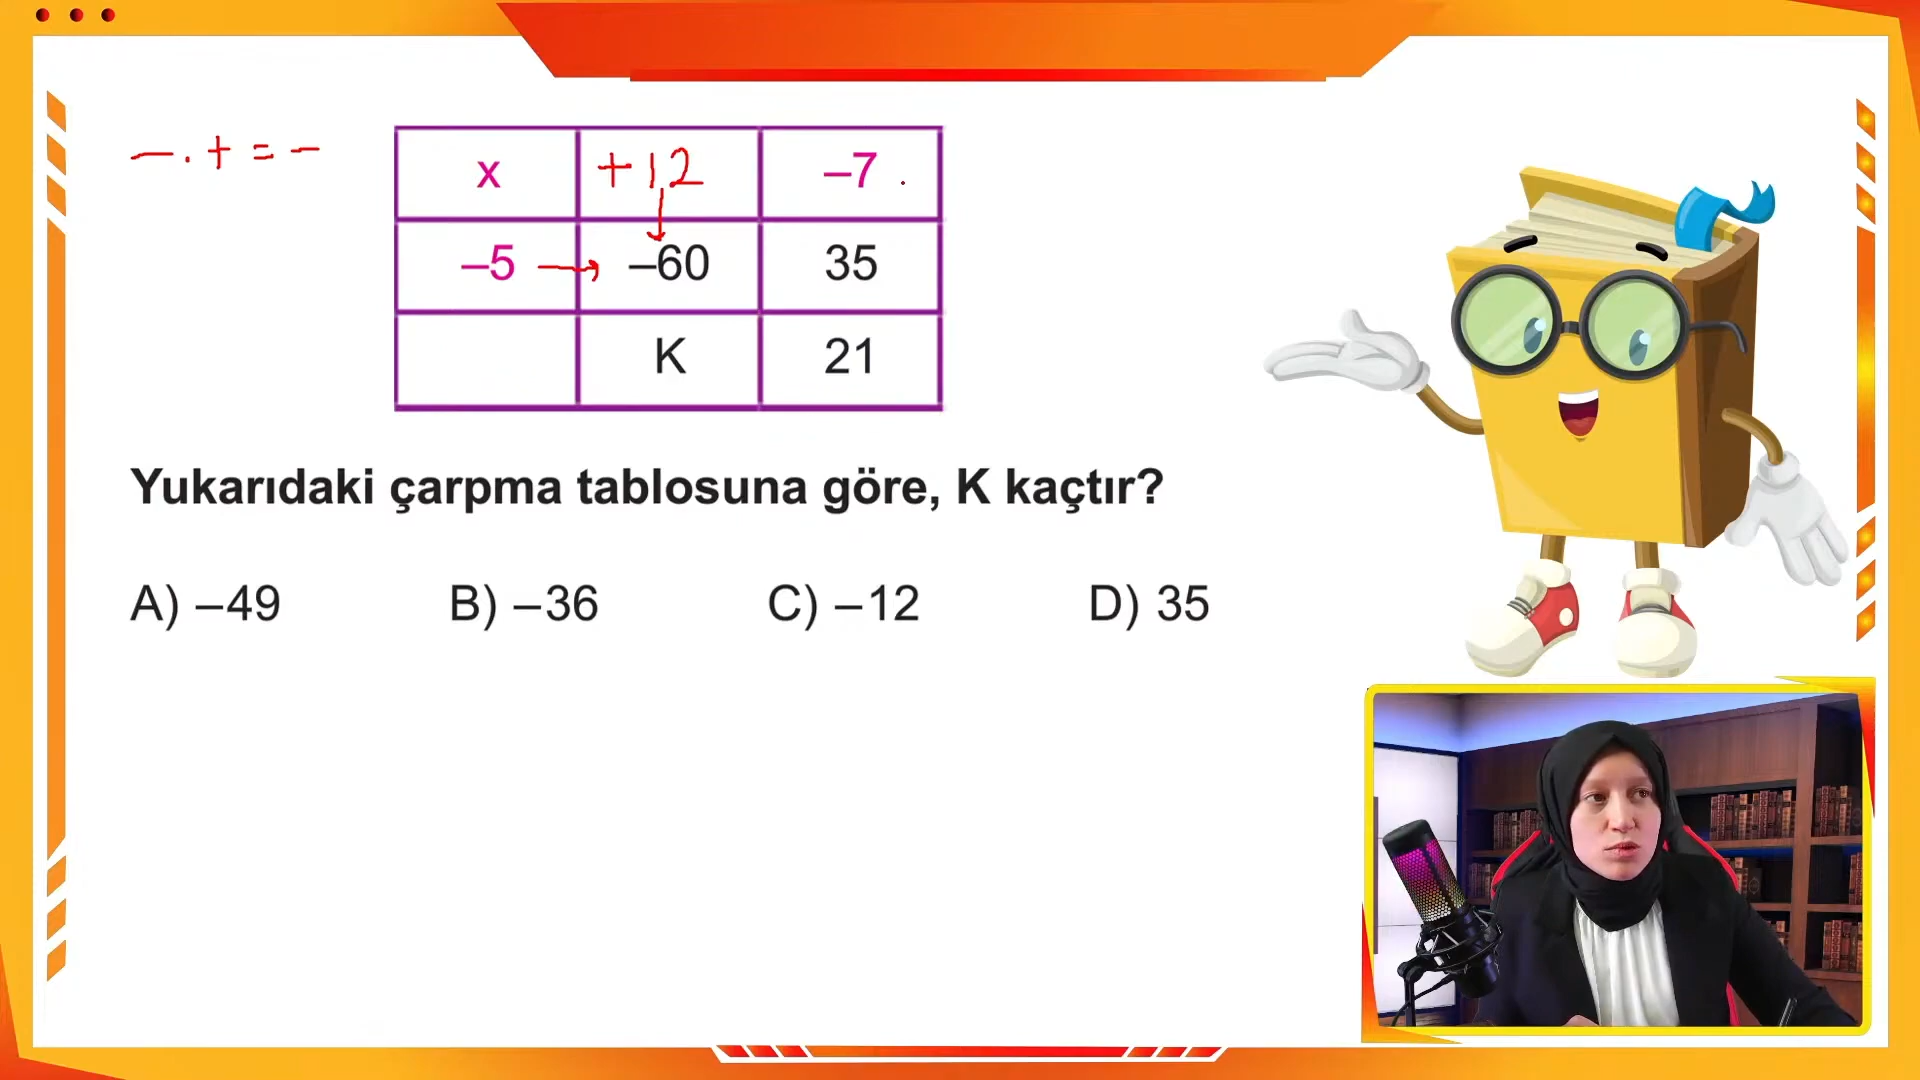 – . + = –
x +12 –7
–5 –60 35
K 21
Yukarıdaki çarpma tablosuna göre, K kaçtır?
A) –49 B) –36 C) –12 D) 35